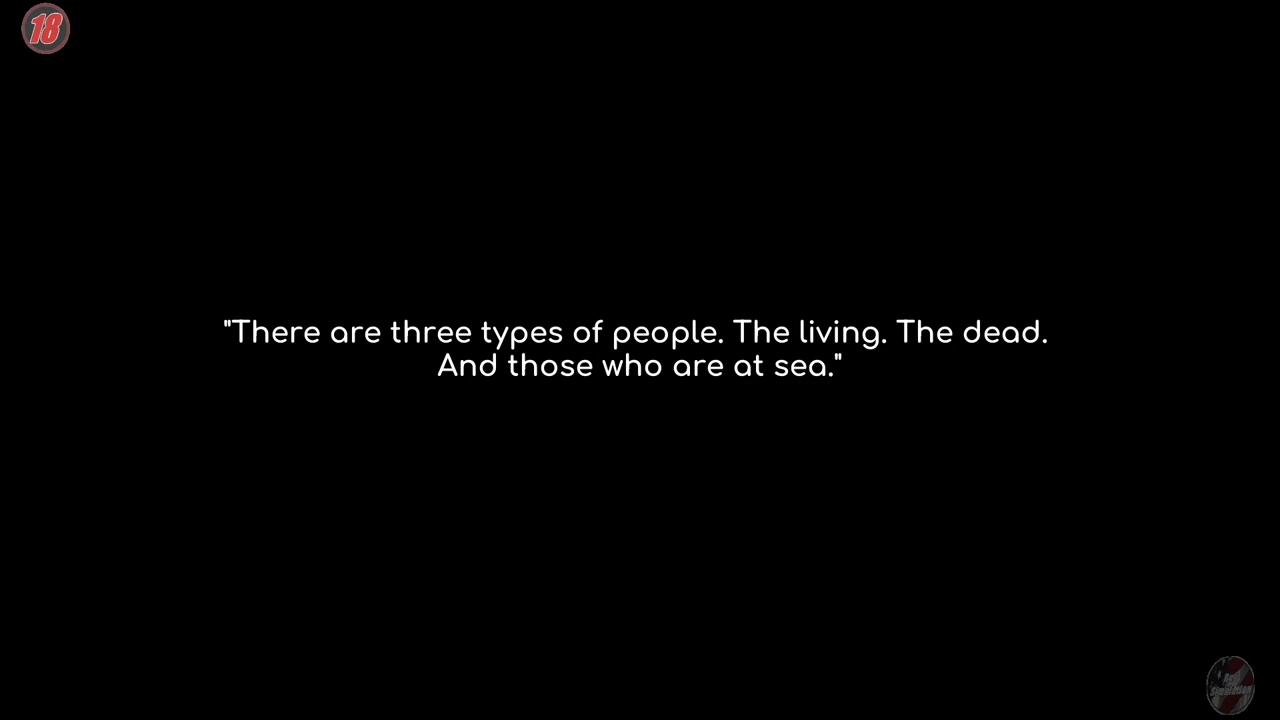 18
"There are three types of people. The living. The dead.
And those who are at sea."